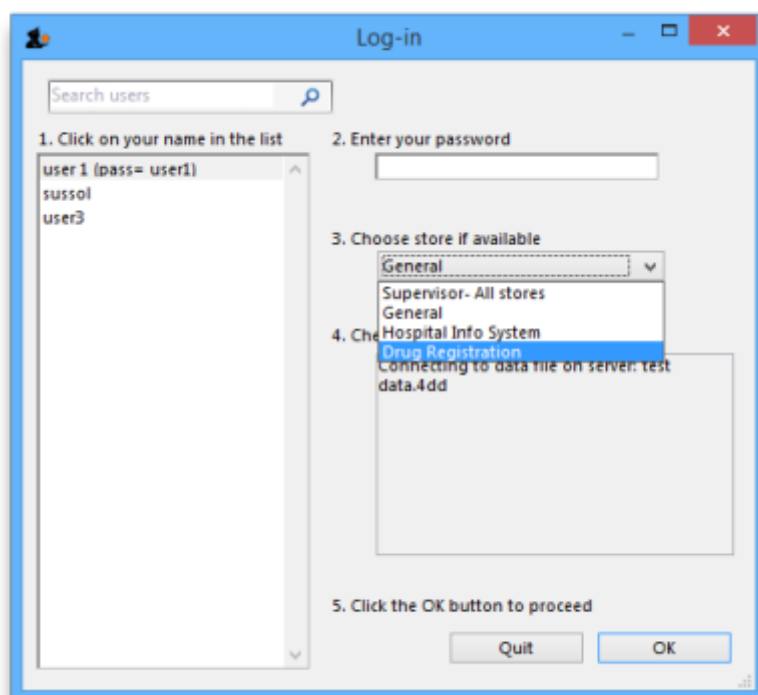 Log-in
Search users
1. Click on your name in the list
user 1 (pass= user1)
sussol
user3
2. Enter your password
3. Choose store if available
General
Supervisor- All stores
General
Hospital Info System
4. Che
Drug Registration
Connecting to data file on server: test
data.4dd
5. Click the OK button to proceed
Quit
OK